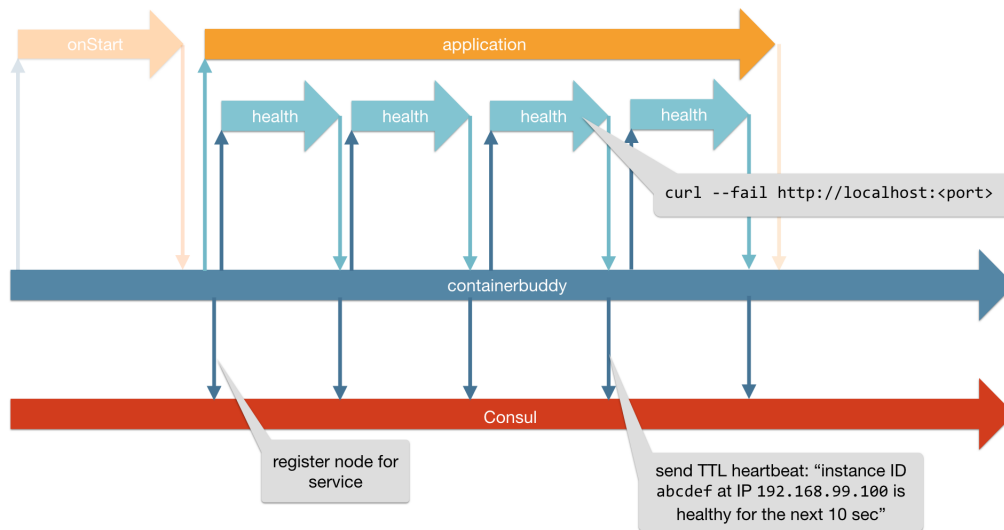 onStart
application
health
health
health
health
curl --fail http://localhost:<port>
containerbuddy
Consul
register node for
service
send TTL heartbeat: “instance ID
abcdef at IP 192.168.99.100 is
healthy for the next 10 sec”